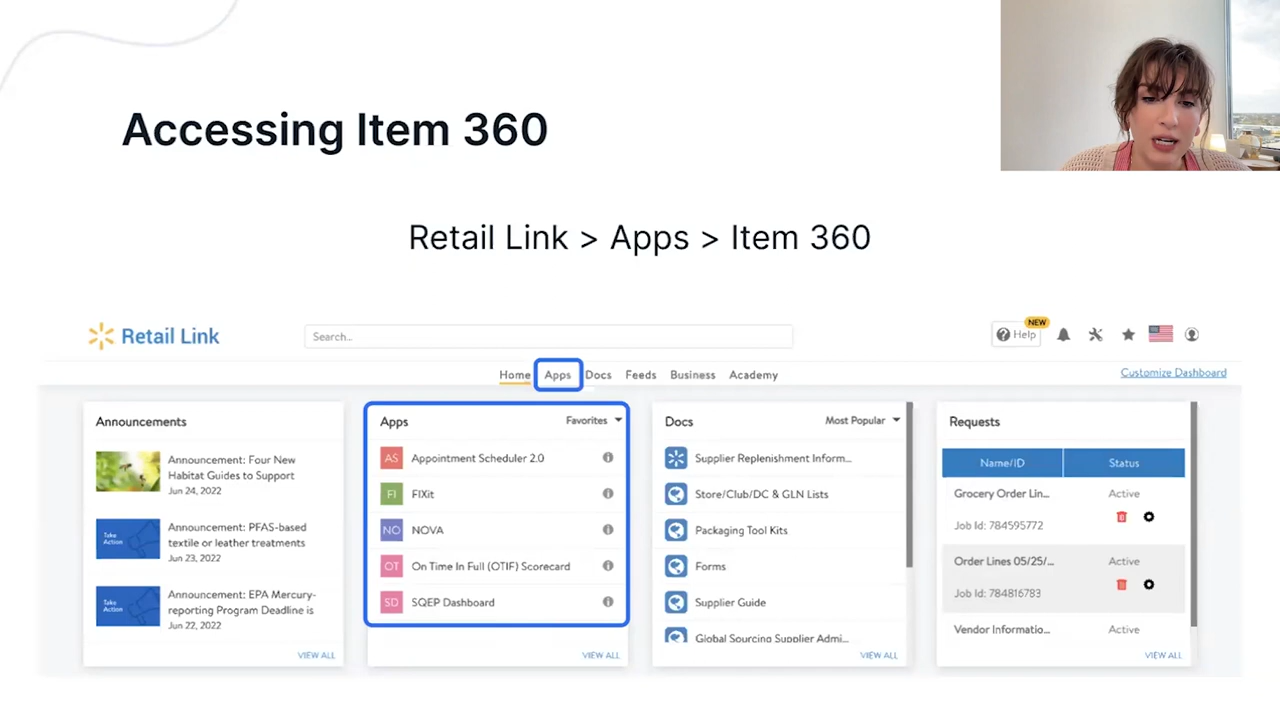 Accessing Item 360
Retail Link > Apps > Item 360
Retail Link
Search...
NEW
Help
Home Apps Docs Feeds Business Academy
Customize Dashboard
Announcements
Announcement: Four New
Habitat Guides to Support
Jun 24, 2022
Take
Action
Announcement: PFAS-based
textile or leather treatments
Jun 23, 2022
Take
Action
Announcement: EPA Mercury-
reporting Program Deadline is
Jun 22, 2022
VIEW ALL
Apps
Favorites
AS Appointment Scheduler 2.0
FI FIXit
NO NOVA
OT On Time In Full (OTIF) Scorecard
SD SQEP Dashboard
VIEW ALL
Docs
Most Popular
Supplier Replenishment Inform...
Store/Club/DC & GLN Lists
Packaging Tool Kits
Forms
Supplier Guide
Global Sourcing Supplier Admi...
VIEW ALL
Requests
Name/ID Status
Grocery Order Lin... Active
Job Id: 784595772
Order Lines 05/25/... Active
Job Id: 784816783
Vendor Informatio... Active
VIEW ALL